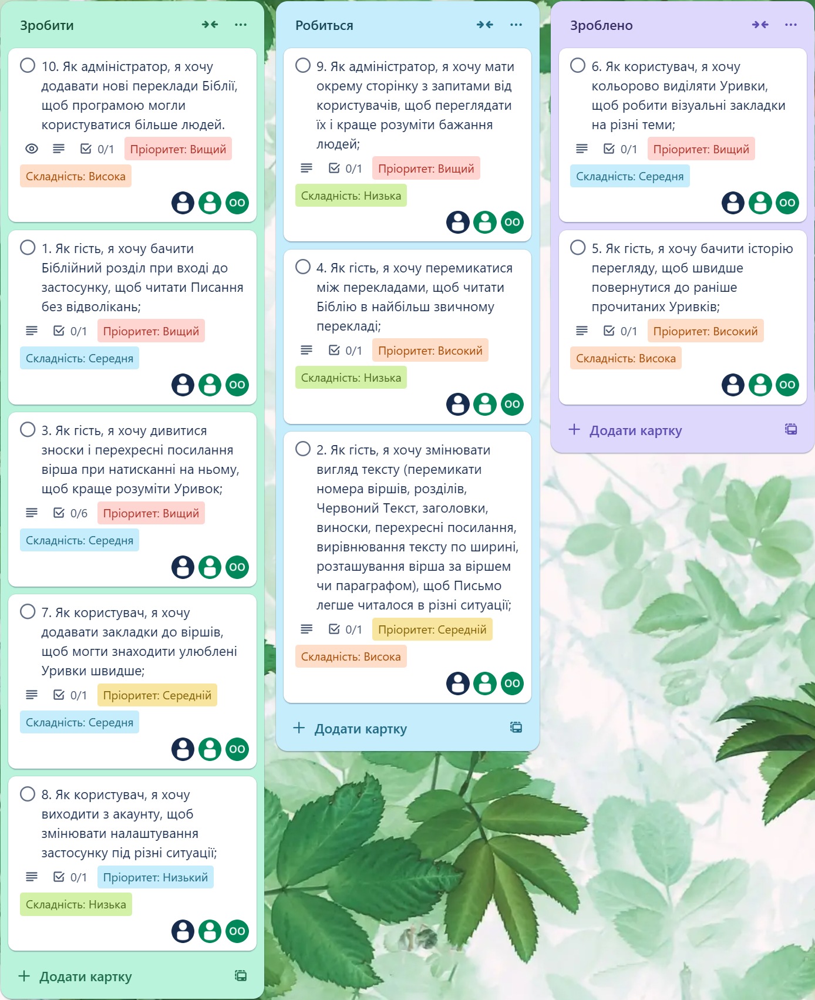 Зробити
10. Як адміністратор, я хочу
додавати нові переклади Біблії,
щоб програмою могли
користуватися більше людей.
0/1 Пріоритет: Вищий
Складність: Висока
OO
1. Як гість, я хочу бачити
Біблійний розділ при вході до
застосунку, щоб читати Писання
без відволікань;
0/1 Пріоритет: Вищий
Складність: Середня
OO
3. Як гість, я хочу дивитися
зноски і перехресні посилання
вірша при натисканні на ньому,
щоб краще розуміти Уривок;
0/6 Пріоритет: Вищий
Складність: Середня
OO
7. Як користувач, я хочу
додавати закладки до віршів,
щоб могти знаходити улюблені
Уривки швидше;
0/1 Пріоритет: Середній
Складність: Середня
OO
8. Як користувач, я хочу
виходити з акаунту, щоб
змінювати налаштування
застосунку під різні ситуації;
0/1 Пріоритет: Низький
Складність: Низька
OO
Додати картку
Робиться
9. Як адміністратор, я хочу мати
окрему сторінку з запитами від
користувачів, щоб переглядати
їх і краще розуміти бажання
людей;
0/1 Пріоритет: Вищий
Складність: Низька
OO
4. Як гість, я хочу перемикатися
між перекладами, щоб читати
Біблію в найбільш звичному
перекладі;
0/1 Пріоритет: Високий
Складність: Низька
OO
2. Як гість, я хочу змінювати
вигляд тексту (перемикати
номера віршів, розділів,
Червоний Текст, заголовки,
виноски, перехресні посилання,
вирівнювання тексту по ширині,
розташування вірша за віршем
чи параграфом), щоб Письмо
легше читалося в різні ситуації;
0/1 Пріоритет: Середній
Складність: Висока
OO
Додати картку
Зроблено
6. Як користувач, я хочу
кольорово виділяти Уривки,
щоб робити візуальні закладки
на різні теми;
0/1 Пріоритет: Вищий
Складність: Середня
OO
5. Як гість, я хочу бачити історію
перегляду, щоб швидше
повернутися до раніше
прочитаних Уривків;
0/1 Пріоритет: Високий
Складність: Висока
OO
Додати картку